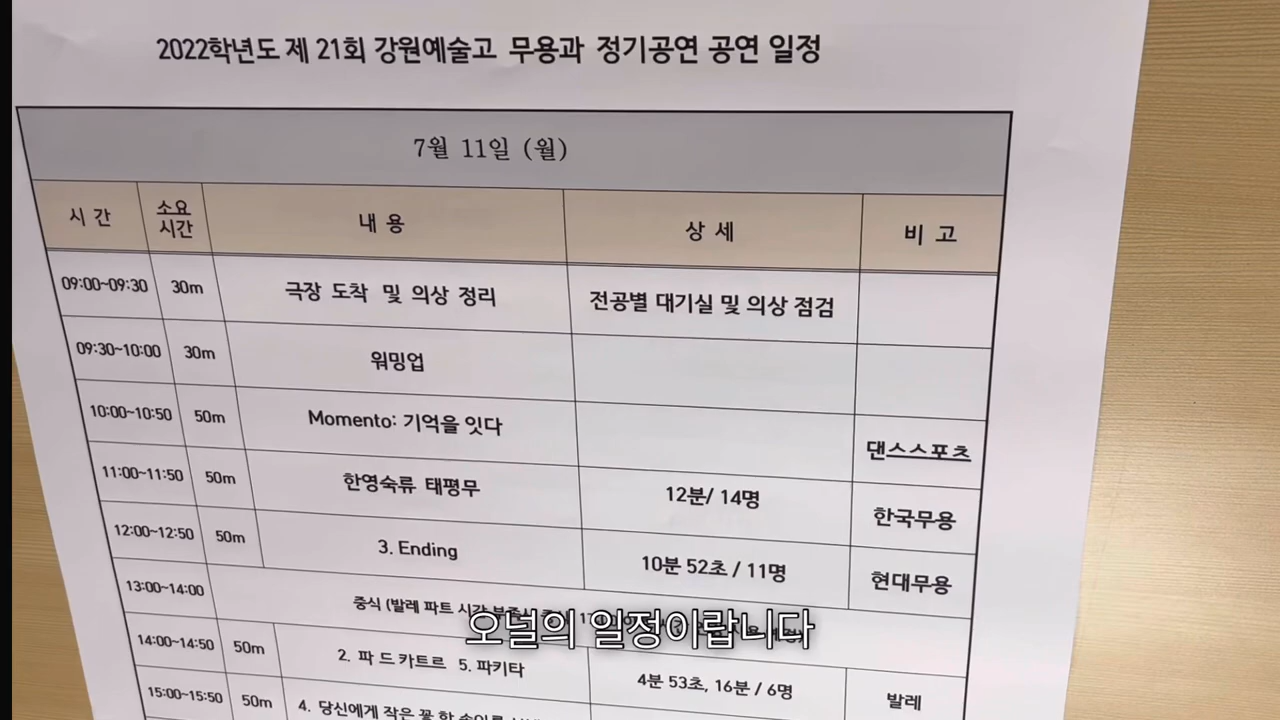 2022학년도 제 21회 강원예술고 무용과 정기공연 공연 일정
7월 11일 (월)
시 간 소요 시간 내 용 상 세 비 고
09:00~09:30 30m 극장 도착 및 의상 정리 전공별 대기실 및 의상 점검
09:30~10:00 30m 워밍업
10:00~10:50 50m Momento: 기억을 잇다 댄스스포츠
11:00~11:50 50m 한영숙류 태평무 12분/ 14명 한국무용
12:00~12:50 50m 3. Ending 10분 52초 / 11명 현대무용
13:00~14:00 중식 (발레 파트 시간
오널의 일정이랍니다
14:00~14:50 50m 2. 파 드 카트르 5. 파키타 4분 53초, 16분 / 6명 발레
15:00~15:50 50m 4. 당신에게 작은 꽃 한 송이를